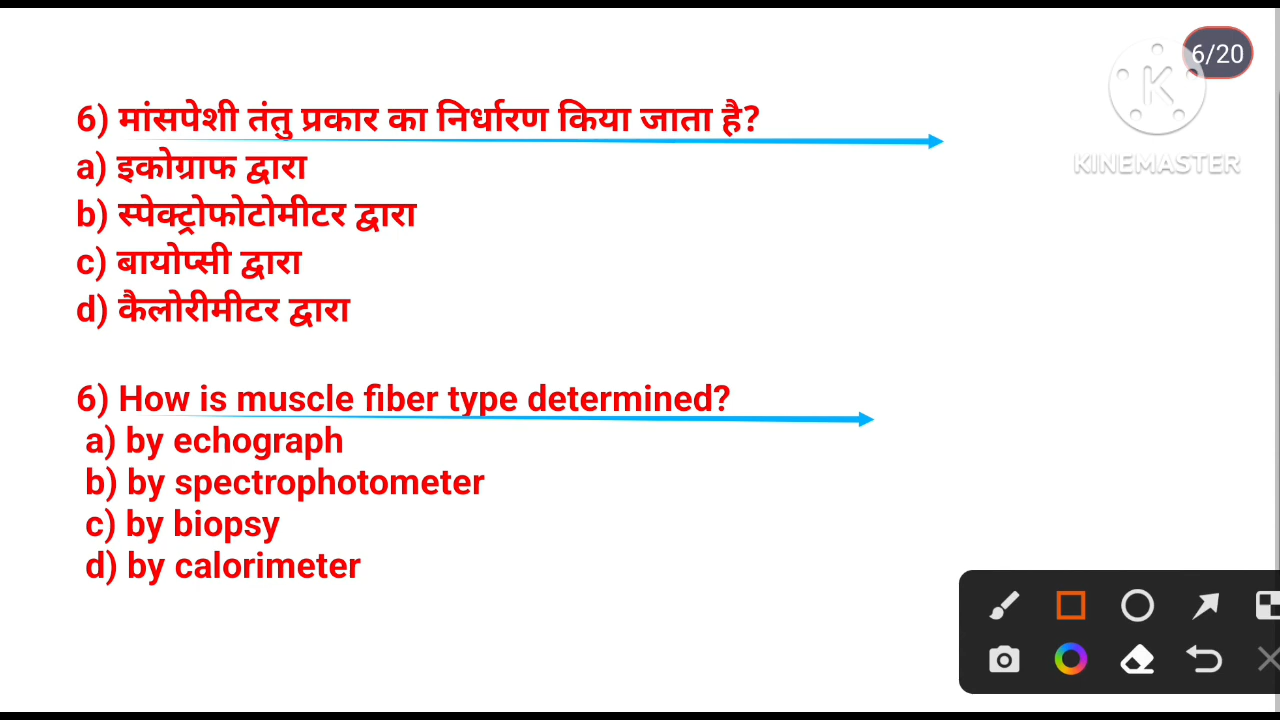 6/20
KINEMASTER
6) मांसपेशी तंतु प्रकार का निर्धारण किया जाता है?
a) इकोग्राफ द्वारा
b) स्पेक्ट्रोफोटोमीटर द्वारा
c) बायोप्सी द्वारा
d) कैलोरीमीटर द्वारा
6) How is muscle fiber type determined?
a) by echograph
b) by spectrophotometer
c) by biopsy
d) by calorimeter